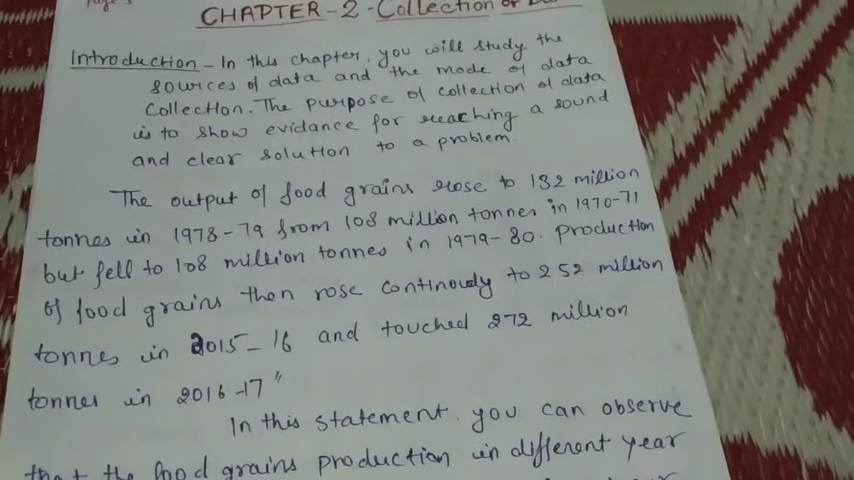 Page
CHAPTER-2-Collection of
Introduction - In this chapter, you will study the
sources of data and the mode of data
Collection. The purpose of collection of data
is to show evidance for reaching a sound
and clear solution to a problem.
The output of food grains rose to 132 million
tonnes in 1978-79 from 108 million tonnes in 1970-71
but fell to 108 million tonnes in 1979-80. Production
of food grains then rose continously to 252 million
tonnes in 2015-16 and touched 272 million
tonnes in 2016-17"
In this statement, you can observe
that the food grains production in different year